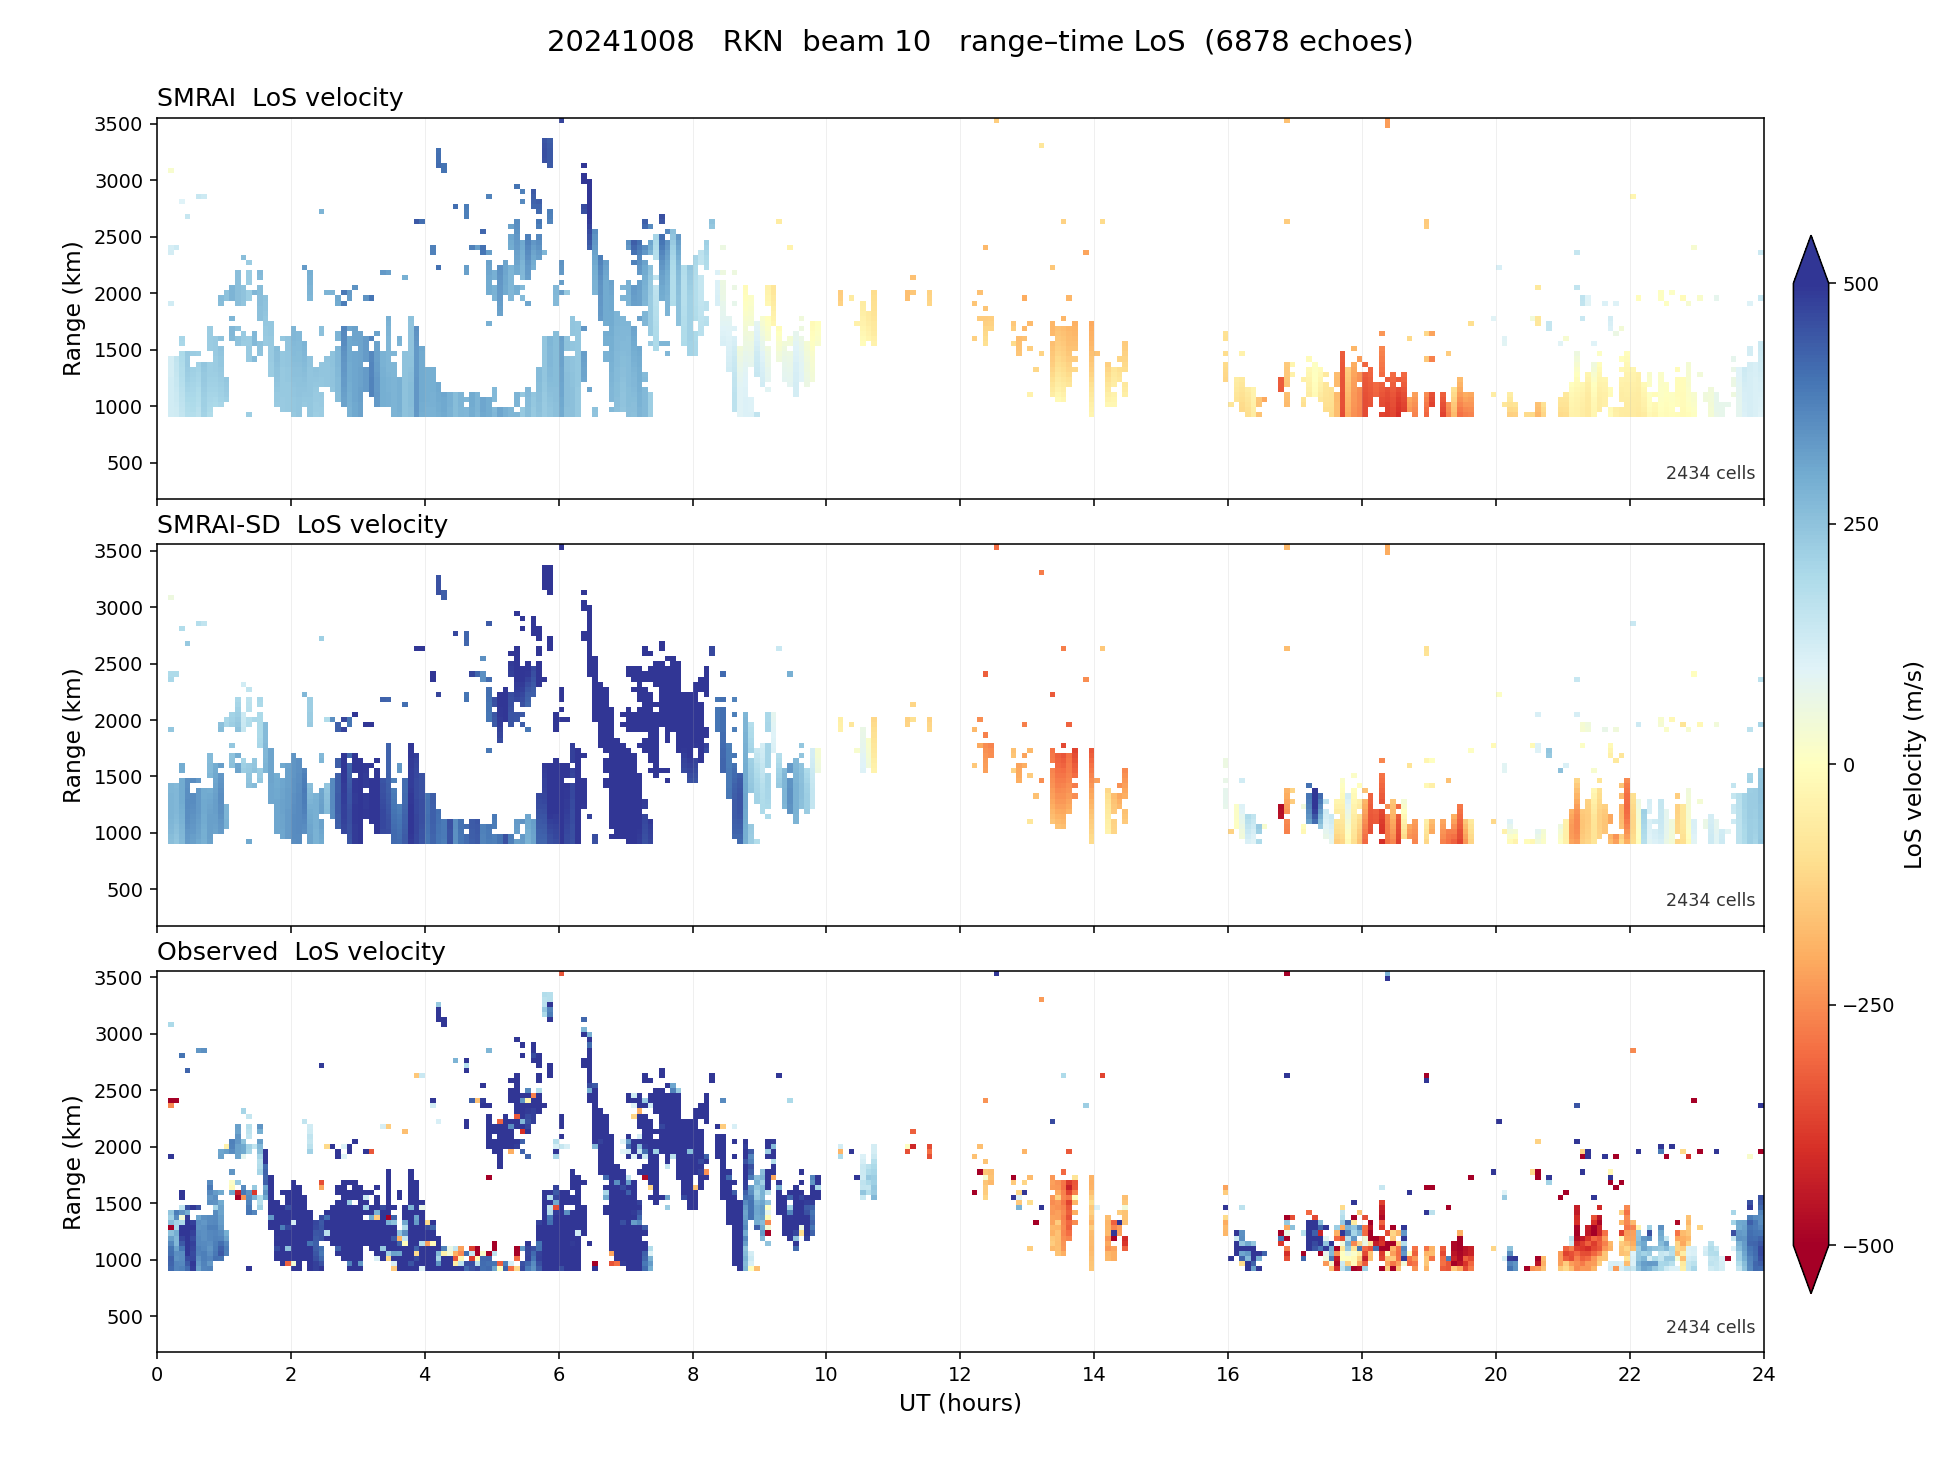 20241008   RKN  beam 10   range–time LoS  (6878 echoes)
SMRAI  LoS velocity
3500
3000
2500
2000
1500
1000
500
Range (km)
2434 cells
SMRAI-SD  LoS velocity
3500
3000
2500
2000
1500
1000
500
Range (km)
2434 cells
Observed  LoS velocity
3500
3000
2500
2000
1500
1000
500
Range (km)
2434 cells
0 2 4 6 8 10 12 14 16 18 20 22 24
UT (hours)
500
250
0
−250
−500
LoS velocity (m/s)